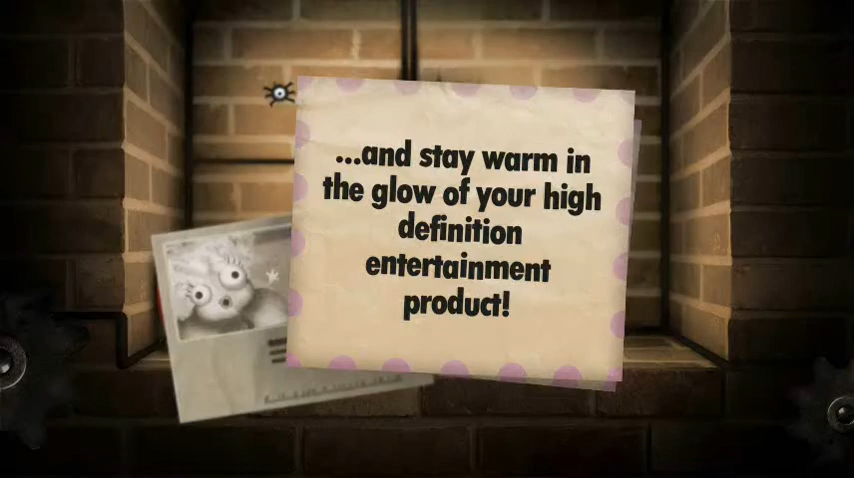 ...and stay warm in
the glow of your high
definition
entertainment
product!